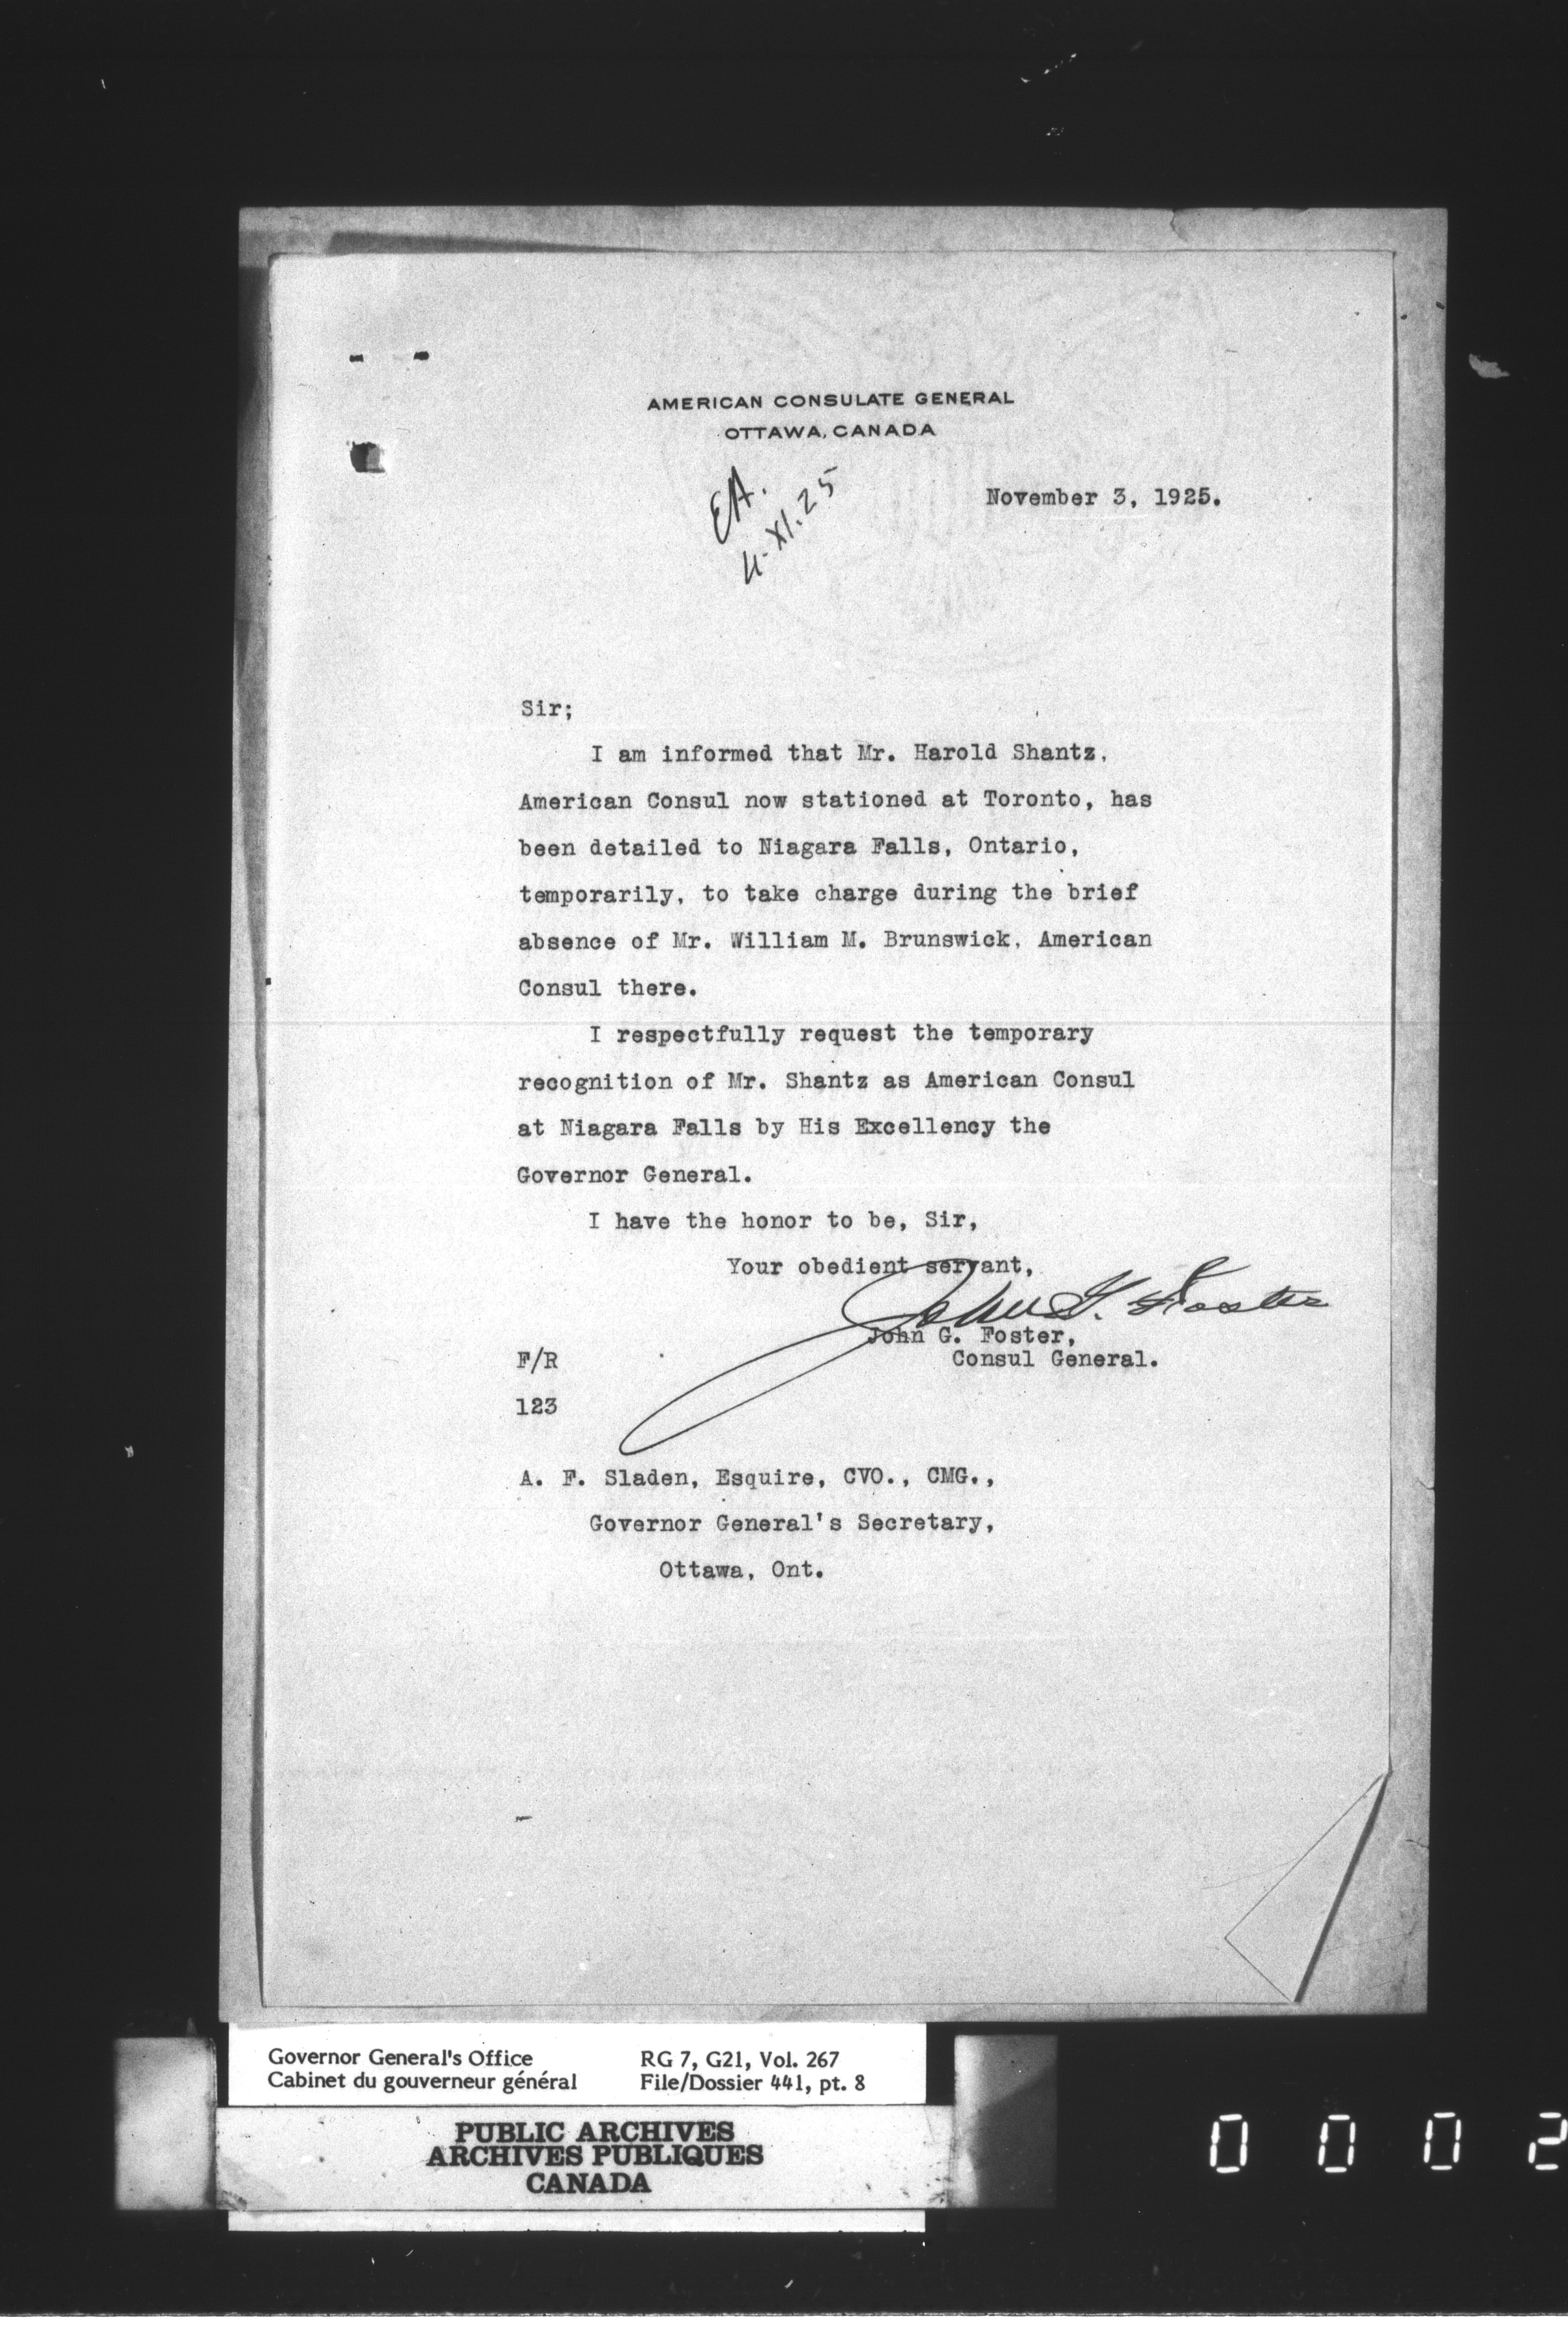 AMERICAN CONSULATE GENERAL
OTTAWA, CANADA
EA.
4.XI.25
November 3, 1925.
Sir;
I am informed that Mr. Harold Shantz,
American Consul now stationed at Toronto, has
been detailed to Niagara Falls, Ontario,
temporarily, to take charge during the brief
absence of Mr. William M. Brunswick, American
Consul there.
I respectfully request the temporary
recognition of Mr. Shantz as American Consul
at Niagara Falls by His Excellency the
Governor General.
I have the honor to be, Sir,
Your obedient servant,
John G. Foster
John G. Foster,
Consul General.
F/R
123
A. F. Sladen, Esquire, CVO., CMG.,
Governor General's Secretary,
Ottawa, Ont.
Governor General's Office RG 7, G21, Vol. 267
Cabinet du gouverneur général File/Dossier 441, pt. 8
PUBLIC ARCHIVES
ARCHIVES PUBLIQUES
CANADA
0 0 0 2